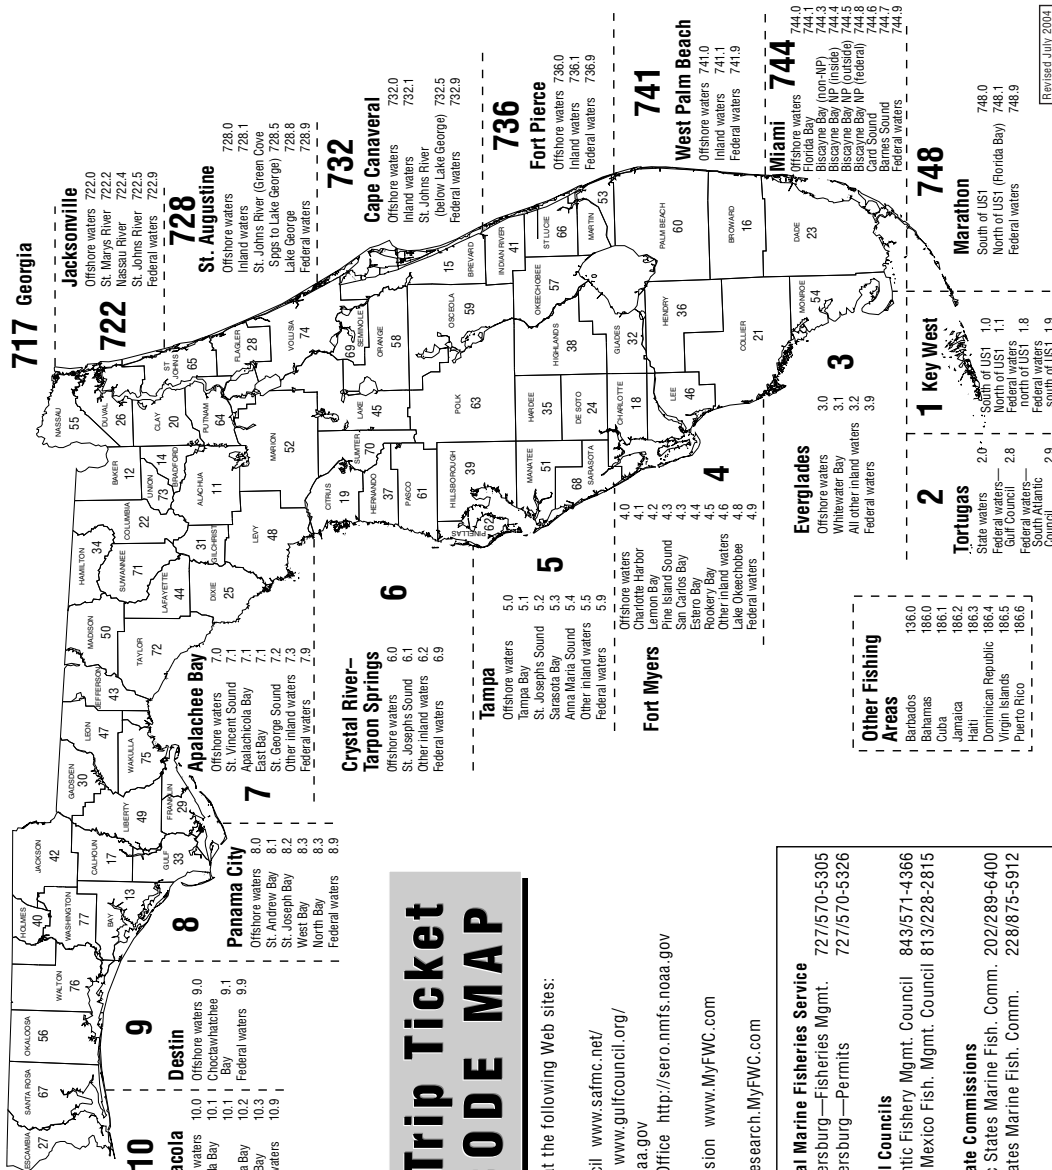 717 Georgia
Jacksonville
722
Offshore waters 722.0
St. Marys River 722.2
Nassau River 722.4
St. Johns River 722.5
Federal waters 722.9
728
St. Augustine
Offshore waters 728.0
Inland waters 728.1
St. Johns River (Green Cove
Spgs to Lake George) 728.5
Lake George 728.8
Federal waters 728.9
732
Cape Canaveral
Offshore waters 732.0
Inland waters 732.1
St. Johns River
(below Lake George) 732.5
Federal waters 732.9
736
Fort Pierce
Offshore waters 736.0
Inland waters 736.1
Federal waters 736.9
741
West Palm Beach
Offshore waters 741.0
Inland waters 741.1
Federal waters 741.9
Miami 744
Offshore waters 744.0
Florida Bay 744.1
Biscayne Bay (non-NP) 744.3
Biscayne Bay NP (inside) 744.4
Biscayne Bay NP (outside) 744.5
Biscayne Bay NP (federal) 744.8
Card Sound 744.6
Barnes Sound 744.7
Federal waters 744.9
748
Marathon
South of US1 748.0
North of US1 (Florida Bay) 748.1
Federal waters 748.9
Revised July 2004
1 Key West
South of US1 1.0
North of US1 1.1
Federal waters
north of US1 1.8
Federal waters
south of US1 1.9
2
Tortugas
State waters 2.0
Federal waters—
Gulf Council 2.8
Federal waters—
South Atlantic
Council 2.9
3
Everglades
Offshore waters 3.0
Whitewater Bay 3.1
All other inland waters 3.2
Federal waters 3.9
4
Fort Myers
Offshore waters 4.0
Charlotte Harbor 4.1
Lemon Bay 4.2
Pine Island Sound 4.3
San Carlos Bay 4.3
Estero Bay 4.4
Rookery Bay 4.5
Other inland waters 4.6
Lake Okeechobee 4.8
Federal waters 4.9
5
Tampa
Offshore waters 5.0
Tampa Bay 5.1
St. Josephs Sound 5.2
Sarasota Bay 5.3
Anna Maria Sound 5.4
Other inland waters 5.5
Federal waters 5.9
6
Crystal River–
Tarpon Springs
Offshore waters 6.0
St. Josephs Sound 6.1
Other inland waters 6.2
Federal waters 6.9
7
Apalachee Bay
Offshore waters 7.0
St. Vincent Sound 7.1
Apalachicola Bay 7.1
East Bay 7.1
St. George Sound 7.2
Other inland waters 7.3
Federal waters 7.9
8
Panama City
Offshore waters 8.0
St. Andrew Bay 8.1
St. Joseph Bay 8.2
West Bay 8.3
North Bay 8.3
Federal waters 8.9
9
Destin
Offshore waters 9.0
Choctawhatchee
Bay 9.1
Federal waters 9.9
10
acola
waters 10.0
la Bay 10.1
10.1
a Bay 10.2
Bay 10.3
vaters 10.9
Other Fishing
Areas
Barbados 136.0
Bahamas 186.0
Cuba 186.1
Jamaica 186.2
Haiti 186.3
Dominican Republic 186.4
Virgin Islands 186.5
Puerto Rico 186.6
ESCAMBIA 27
SANTA ROSA 67
OKALOOSA 56
WALTON 76
HOLMES 40
WASHINGTON 77
BAY 13
JACKSON 42
CALHOUN 17
GULF 33
GADSDEN 30
LIBERTY 49
FRANKLIN 29
LEON 47
WAKULLA 75
JEFFERSON 43
MADISON 50
TAYLOR 72
HAMILTON 34
SUWANNEE 71
LAFAYETTE 44
DIXIE 25
COLUMBIA 22
GILCHRIST 31
LEVY 48
BAKER 12
UNION 73
BRADFORD 14
ALACHUA 11
NASSAU 55
DUVAL 26
CLAY 20
ST JOHNS 65
PUTNAM 64
FLAGLER 28
MARION 52
VOLUSIA 74
CITRUS 19
SUMTER 70
LAKE 45
SEMINOLE 69
ORANGE 58
HERNANDO 37
PASCO 61
HILLSBOROUGH 39
PINELLAS 62
POLK 63
OSCEOLA 59
BREVARD 15
INDIAN RIVER 41
MANATEE 51
HARDEE 35
HIGHLANDS 38
OKEECHOBEE 57
ST LUCIE 66
MARTIN 53
SARASOTA 68
DE SOTO 24
CHARLOTTE 18
GLADES 32
LEE 46
HENDRY 36
PALM BEACH 60
BROWARD 16
COLLIER 21
MONROE 54
DADE 23
Trip Ticket
ODE MAP
at the following Web sites:
cil www.safmc.net/
www.gulfcouncil.org/
aa.gov
Office http://sero.nmfs.noaa.gov
ssion www.MyFWC.com
esearch.MyFWC.com
al Marine Fisheries Service
ersburg—Fisheries Mgmt. 727/570-5305
ersburg—Permits 727/570-5326
l Councils
tic Fishery Mgmt. Council 843/571-4366
Mexico Fish. Mgmt. Council 813/228-2815
ate Commissions
c States Marine Fish. Comm. 202/289-6400
ates Marine Fish. Comm. 228/875-5912